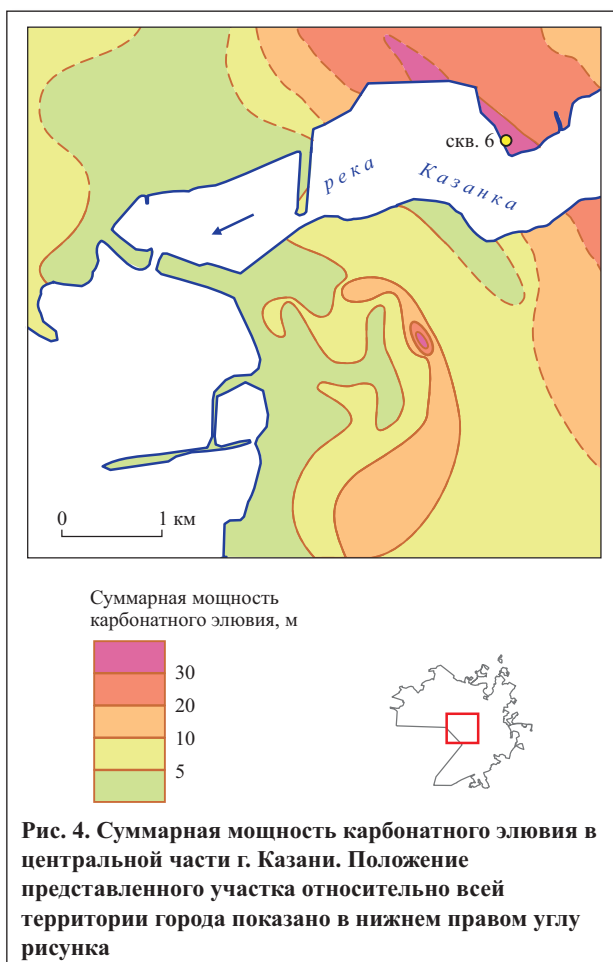 скв. 6
река Казанка
0 1 км
Суммарная мощность
карбонатного элювия, м
30
20
10
5
Рис. 4. Суммарная мощность карбонатного элювия в
центральной части г. Казани. Положение
представленного участка относительно всей
территории города показано в нижнем правом углу
рисунка